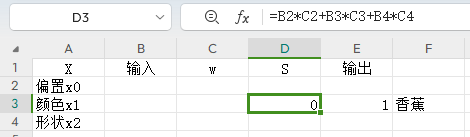 D3 fx =B2*C2+B3*C3+B4*C4
A B C D E F
1 X 输入 w S 输出
2 偏置x0
3 颜色x1 0 1 香蕉
4 形状x2